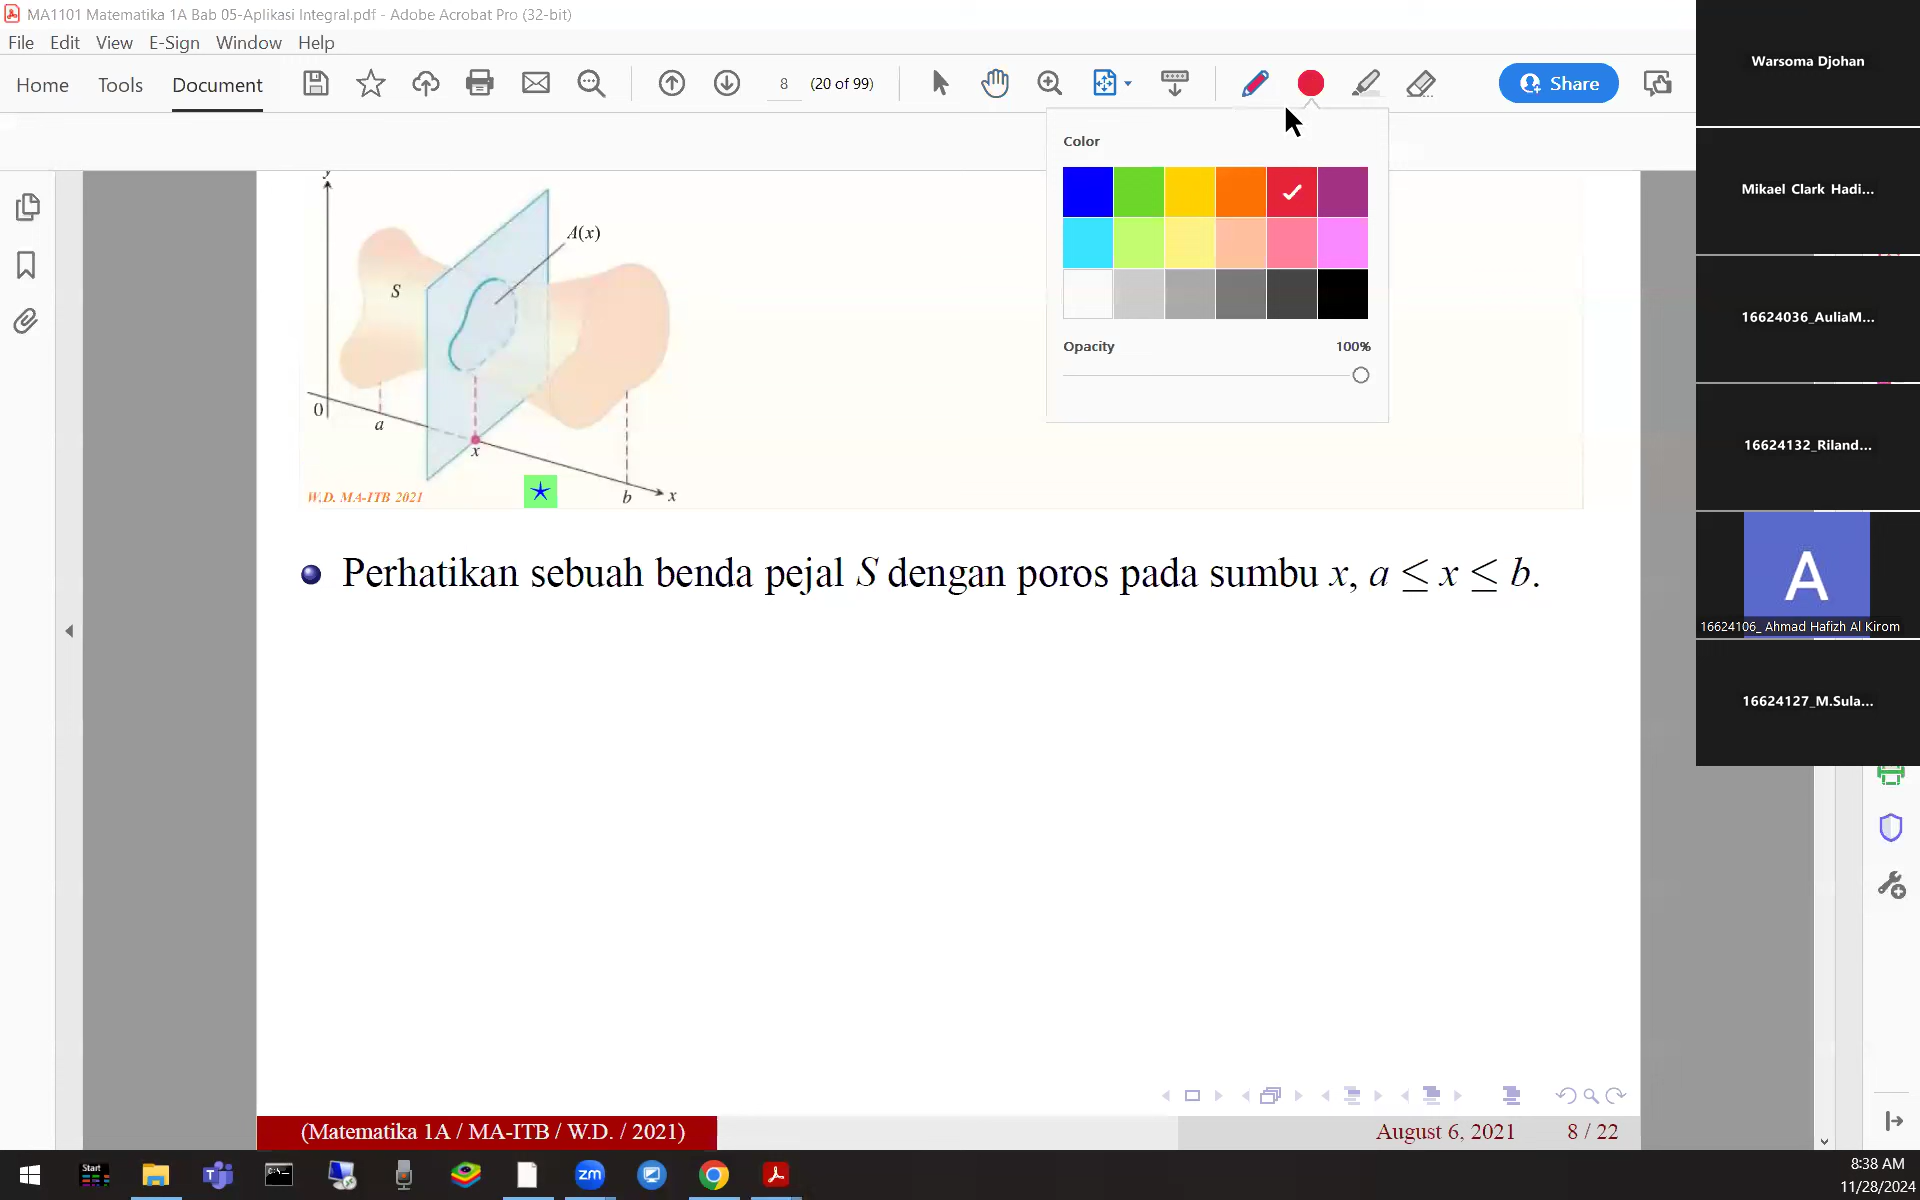 MA1101 Matematika 1A Bab 05-Aplikasi Integral.pdf - Adobe Acrobat Pro (32-bit)
File Edit View E-Sign Window Help
Home Tools Document 8 (20 of 99) Share
Color
Opacity 100%
y
A(x)
S
0
a
x
b
x
W.D. MA-ITB 2021
Perhatikan sebuah benda pejal S dengan poros pada sumbu x, a ≤ x ≤ b.
(Matematika 1A / MA-ITB / W.D. / 2021) August 6, 2021 8 / 22
Warsoma Djohan
Mikael Clark Hadi...
16624036_AuliaM...
16624132_Riland...
A
16624106_ Ahmad Hafizh Al Kirom
16624127_M.Sula...
Start
zm
8:38 AM
11/28/2024